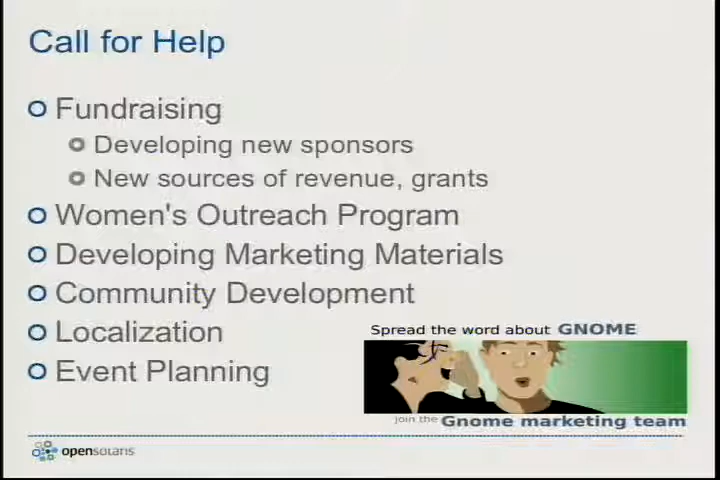 Call for Help
Fundraising
Developing new sponsors
New sources of revenue, grants
Women's Outreach Program
Developing Marketing Materials
Community Development
Localization
Event Planning
Spread the word about GNOME
join the Gnome marketing team
opensolaris